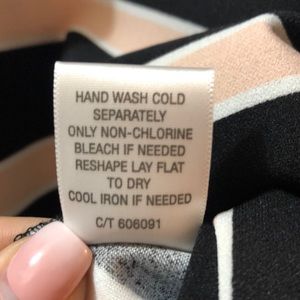 HAND WASH COLD
SEPARATELY
ONLY NON-CHLORINE
BLEACH IF NEEDED
RESHAPE LAY FLAT
TO DRY
COOL IRON IF NEEDED
C/T 606091